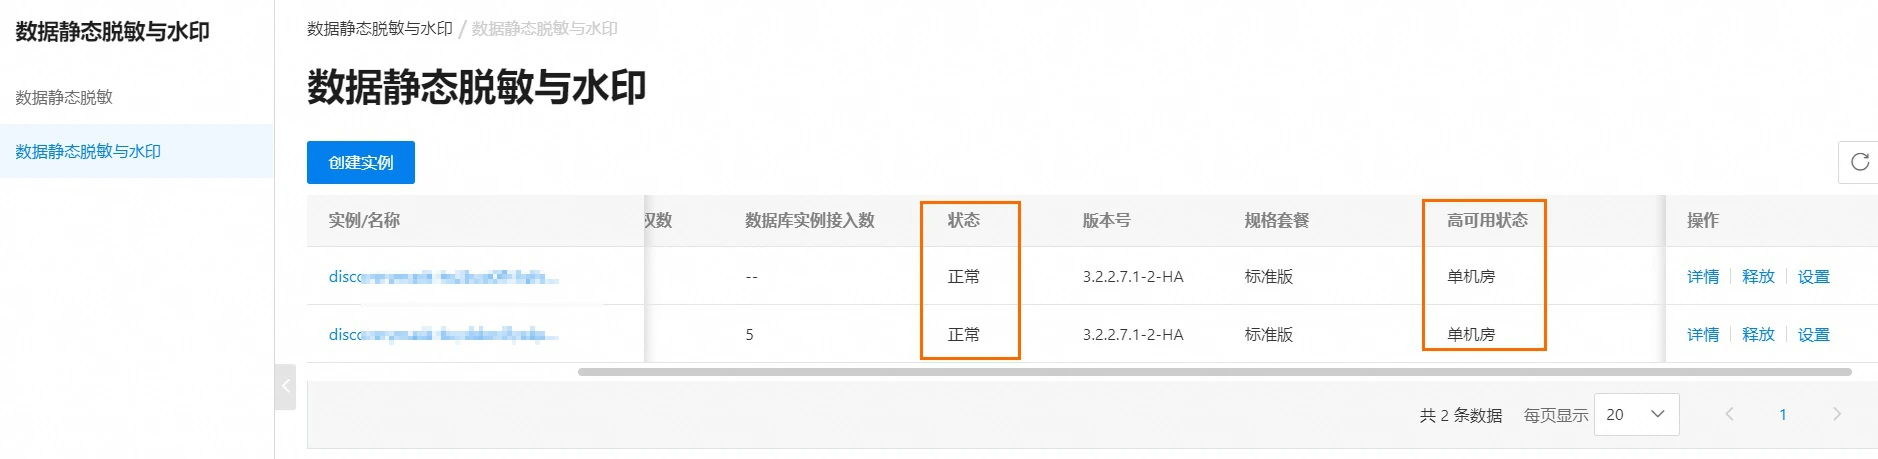 数据静态脱敏与水印
数据静态脱敏
数据静态脱敏与水印
数据静态脱敏与水印 / 数据静态脱敏与水印
数据静态脱敏与水印
创建实例
实例/名称 权数 数据库实例接入数 状态 版本号 规格套餐 高可用状态 操作
disc -- 正常 3.2.2.7.1-2-HA 标准版 单机房 详情 释放 设置
disc 5 正常 3.2.2.7.1-2-HA 标准版 单机房 详情 释放 设置
共 2 条数据 每页显示 20 1